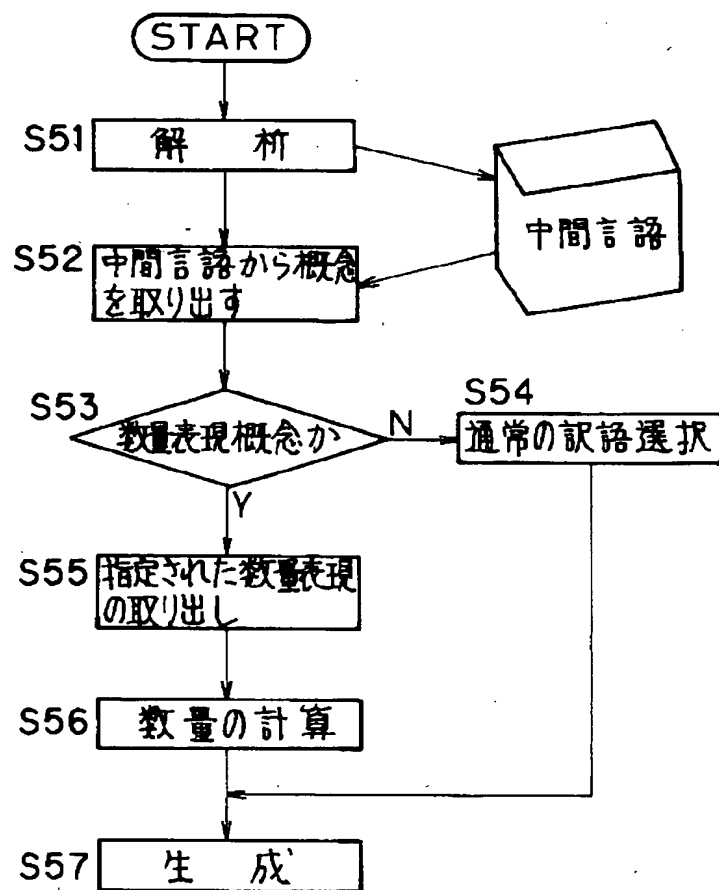 START
S51
解析
中間言語
S52
中間言語から概念
を取り出す
S53
数量表現概念か
N
Y
S54
通常の訳語選択
S55
指定された数量表現
の取り出し
S56
数量の計算
S57
生成